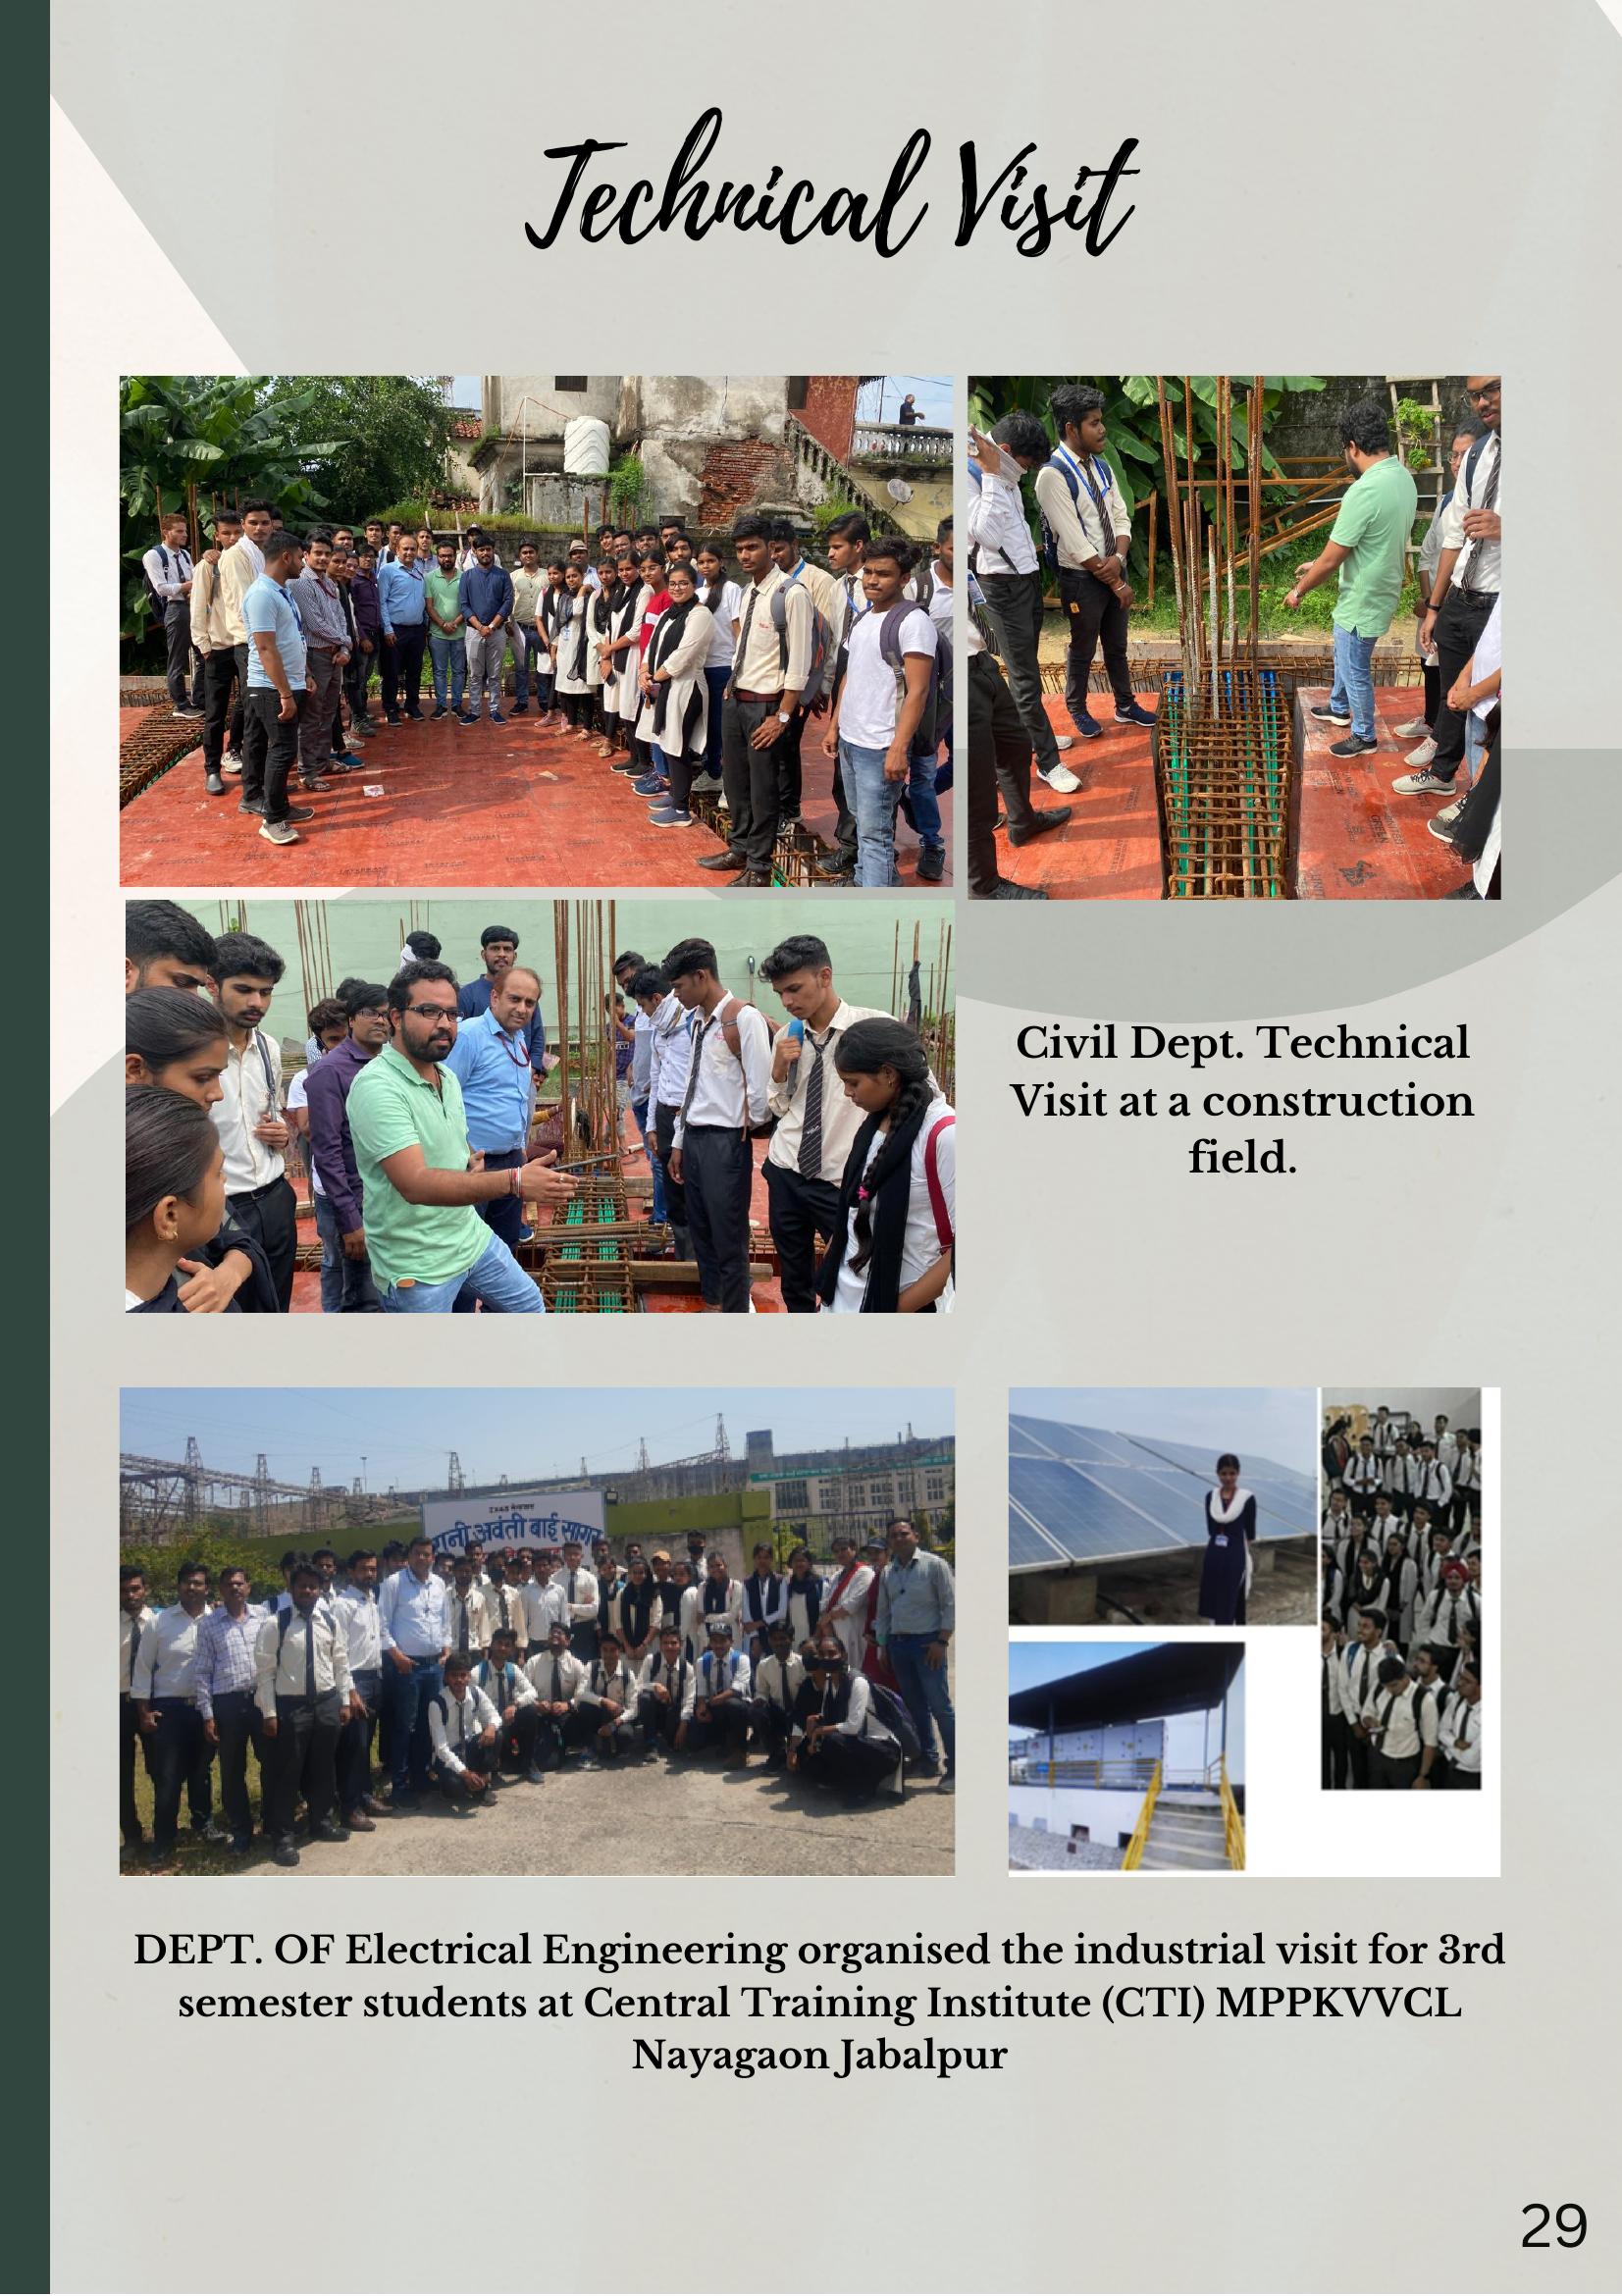 Technical Visit
Civil Dept. Technical
Visit at a construction
field.
रानी अवंती बाई सागर
DEPT. OF Electrical Engineering organised the industrial visit for 3rd
semester students at Central Training Institute (CTI) MPPKVVCL
Nayagaon Jabalpur
29